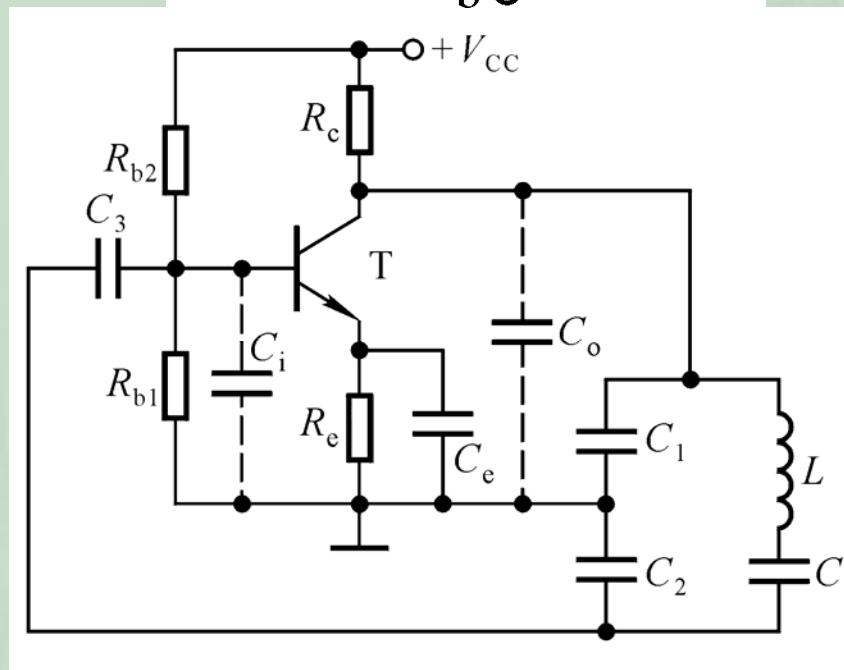 +V_CC
R_c
R_b2
C_3
T
C_i
C_o
R_b1
R_e
C_e
C_1
L
C_2
C